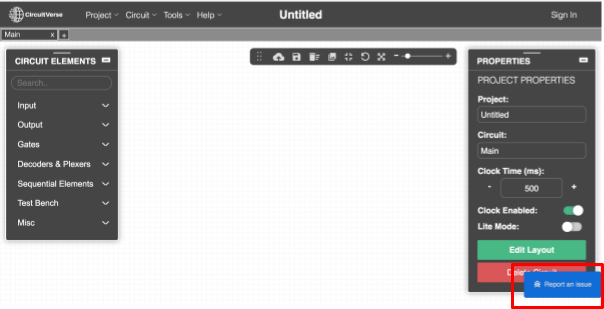 CircuitVerse Project Circuit Tools Help Untitled Sign In
Main x +
CIRCUIT ELEMENTS
Search..
Input
Output
Gates
Decoders & Plexers
Sequential Elements
Test Bench
Misc
PROPERTIES
PROJECT PROPERTIES
Project:
Untitled
Circuit:
Main
Clock Time (ms):
- 500 +
Clock Enabled:
Lite Mode:
Edit Layout
Delete Circuit
Report an issue